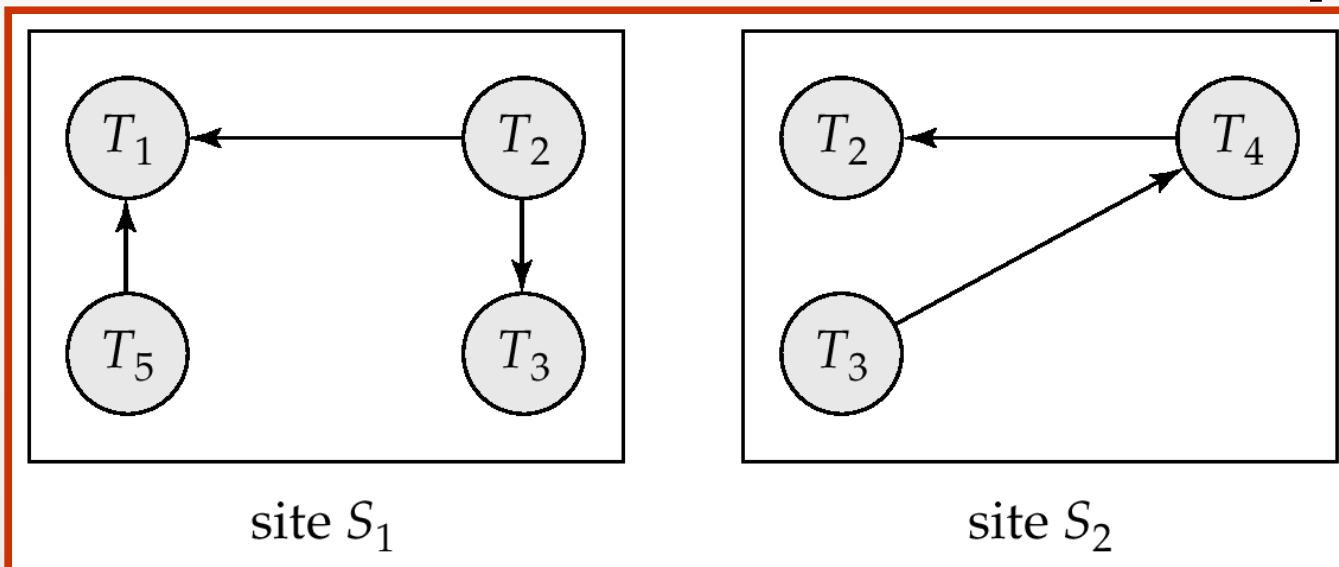 T₁ T₂ T₂ T₄
T₅ T₃ T₃
site S₁ site S₂